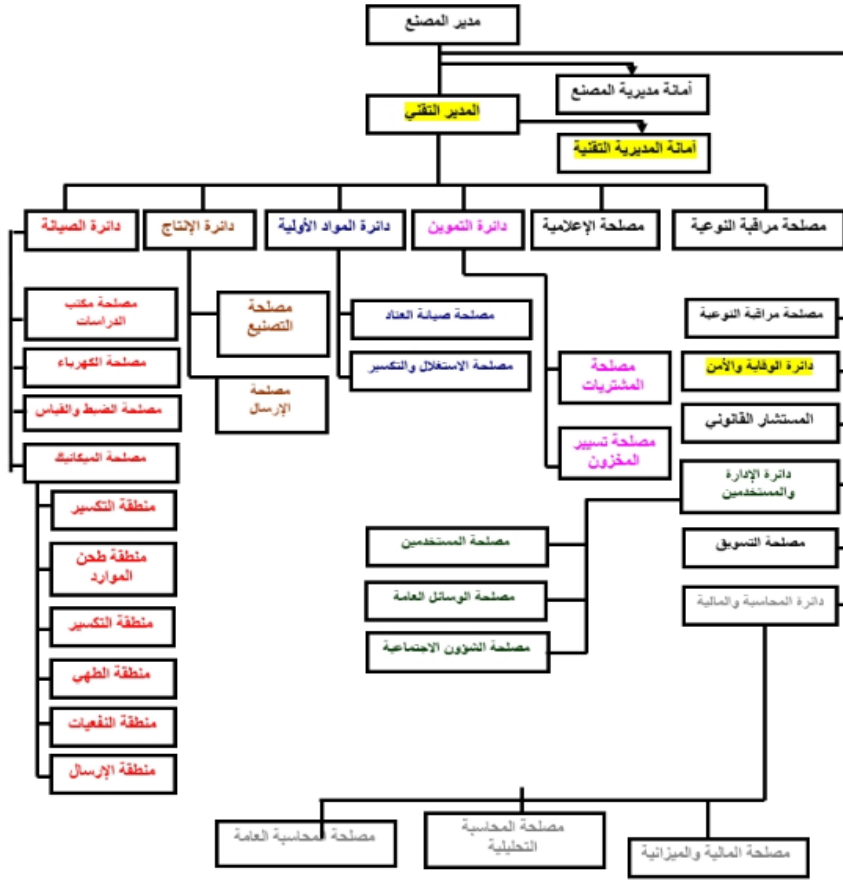 مدير المصنع
أمانة مديرية المصنع
المدير التقني
أمانة المديرية التقنية
مصلحة مراقبة النوعية
مصلحة الإعلامية
دائرة التموين
دائرة المواد الأولية
دائرة الإنتاج
دائرة الصيانة
مصلحة مراقبة النوعية
دائرة الوقاية والأمن
المستشار القانوني
دائرة الإدارة
والمستخدمين
مصلحة التسويق
دائرة المحاسبة والمالية
مصلحة
المشتريات
مصلحة تسيير
المخزون
مصلحة صيانة العتاد
مصلحة الاستغلال والتكسير
مصلحة
التصنيع
مصلحة
الإرسال
مصلحة مكتب
الدراسات
مصلحة الكهرباء
مصلحة الضبط والقياس
مصلحة الميكانيك
منطقة التكسير
منطقة طحن
الموارد
منطقة التكسير
منطقة الطهي
منطقة النفعيات
منطقة الإرسال
مصلحة المستخدمين
مصلحة الوسائل العامة
مصلحة الشؤون الاجتماعية
مصلحة المالية والميزانية
مصلحة المحاسبة
التحليلية
مصلحة المحاسبة العامة